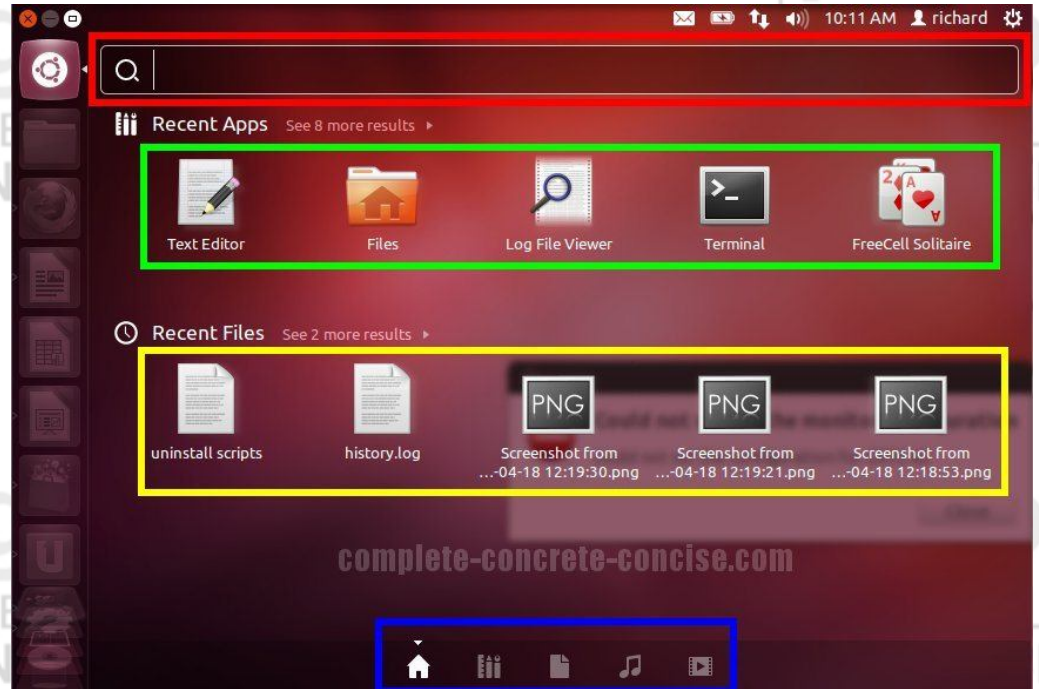 10:11 AM richard
Recent Apps See 8 more results
Text Editor Files Log File Viewer Terminal FreeCell Solitaire
Recent Files See 2 more results
PNG PNG PNG
uninstall scripts history.log Screenshot from Screenshot from Screenshot from
...-04-18 12:19:30.png ...-04-18 12:19:21.png ...-04-18 12:18:53.png
complete-concrete-concise.com